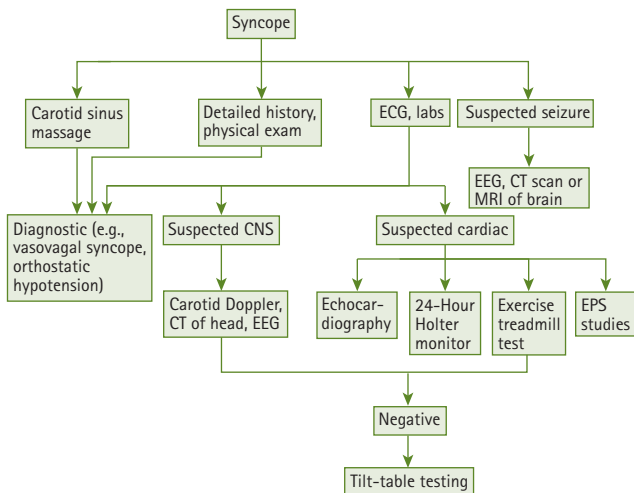 Syncope
Carotid sinus
massage
Detailed history,
physical exam
ECG, labs
Suspected seizure
EEG, CT scan or
MRI of brain
Diagnostic (e.g.,
vasovagal syncope,
orthostatic
hypotension)
Suspected CNS
Suspected cardiac
Carotid Doppler,
CT of head, EEG
Echocar-
diography
24-Hour
Holter
monitor
Exercise
treadmill
test
EPS
studies
Negative
Tilt-table testing